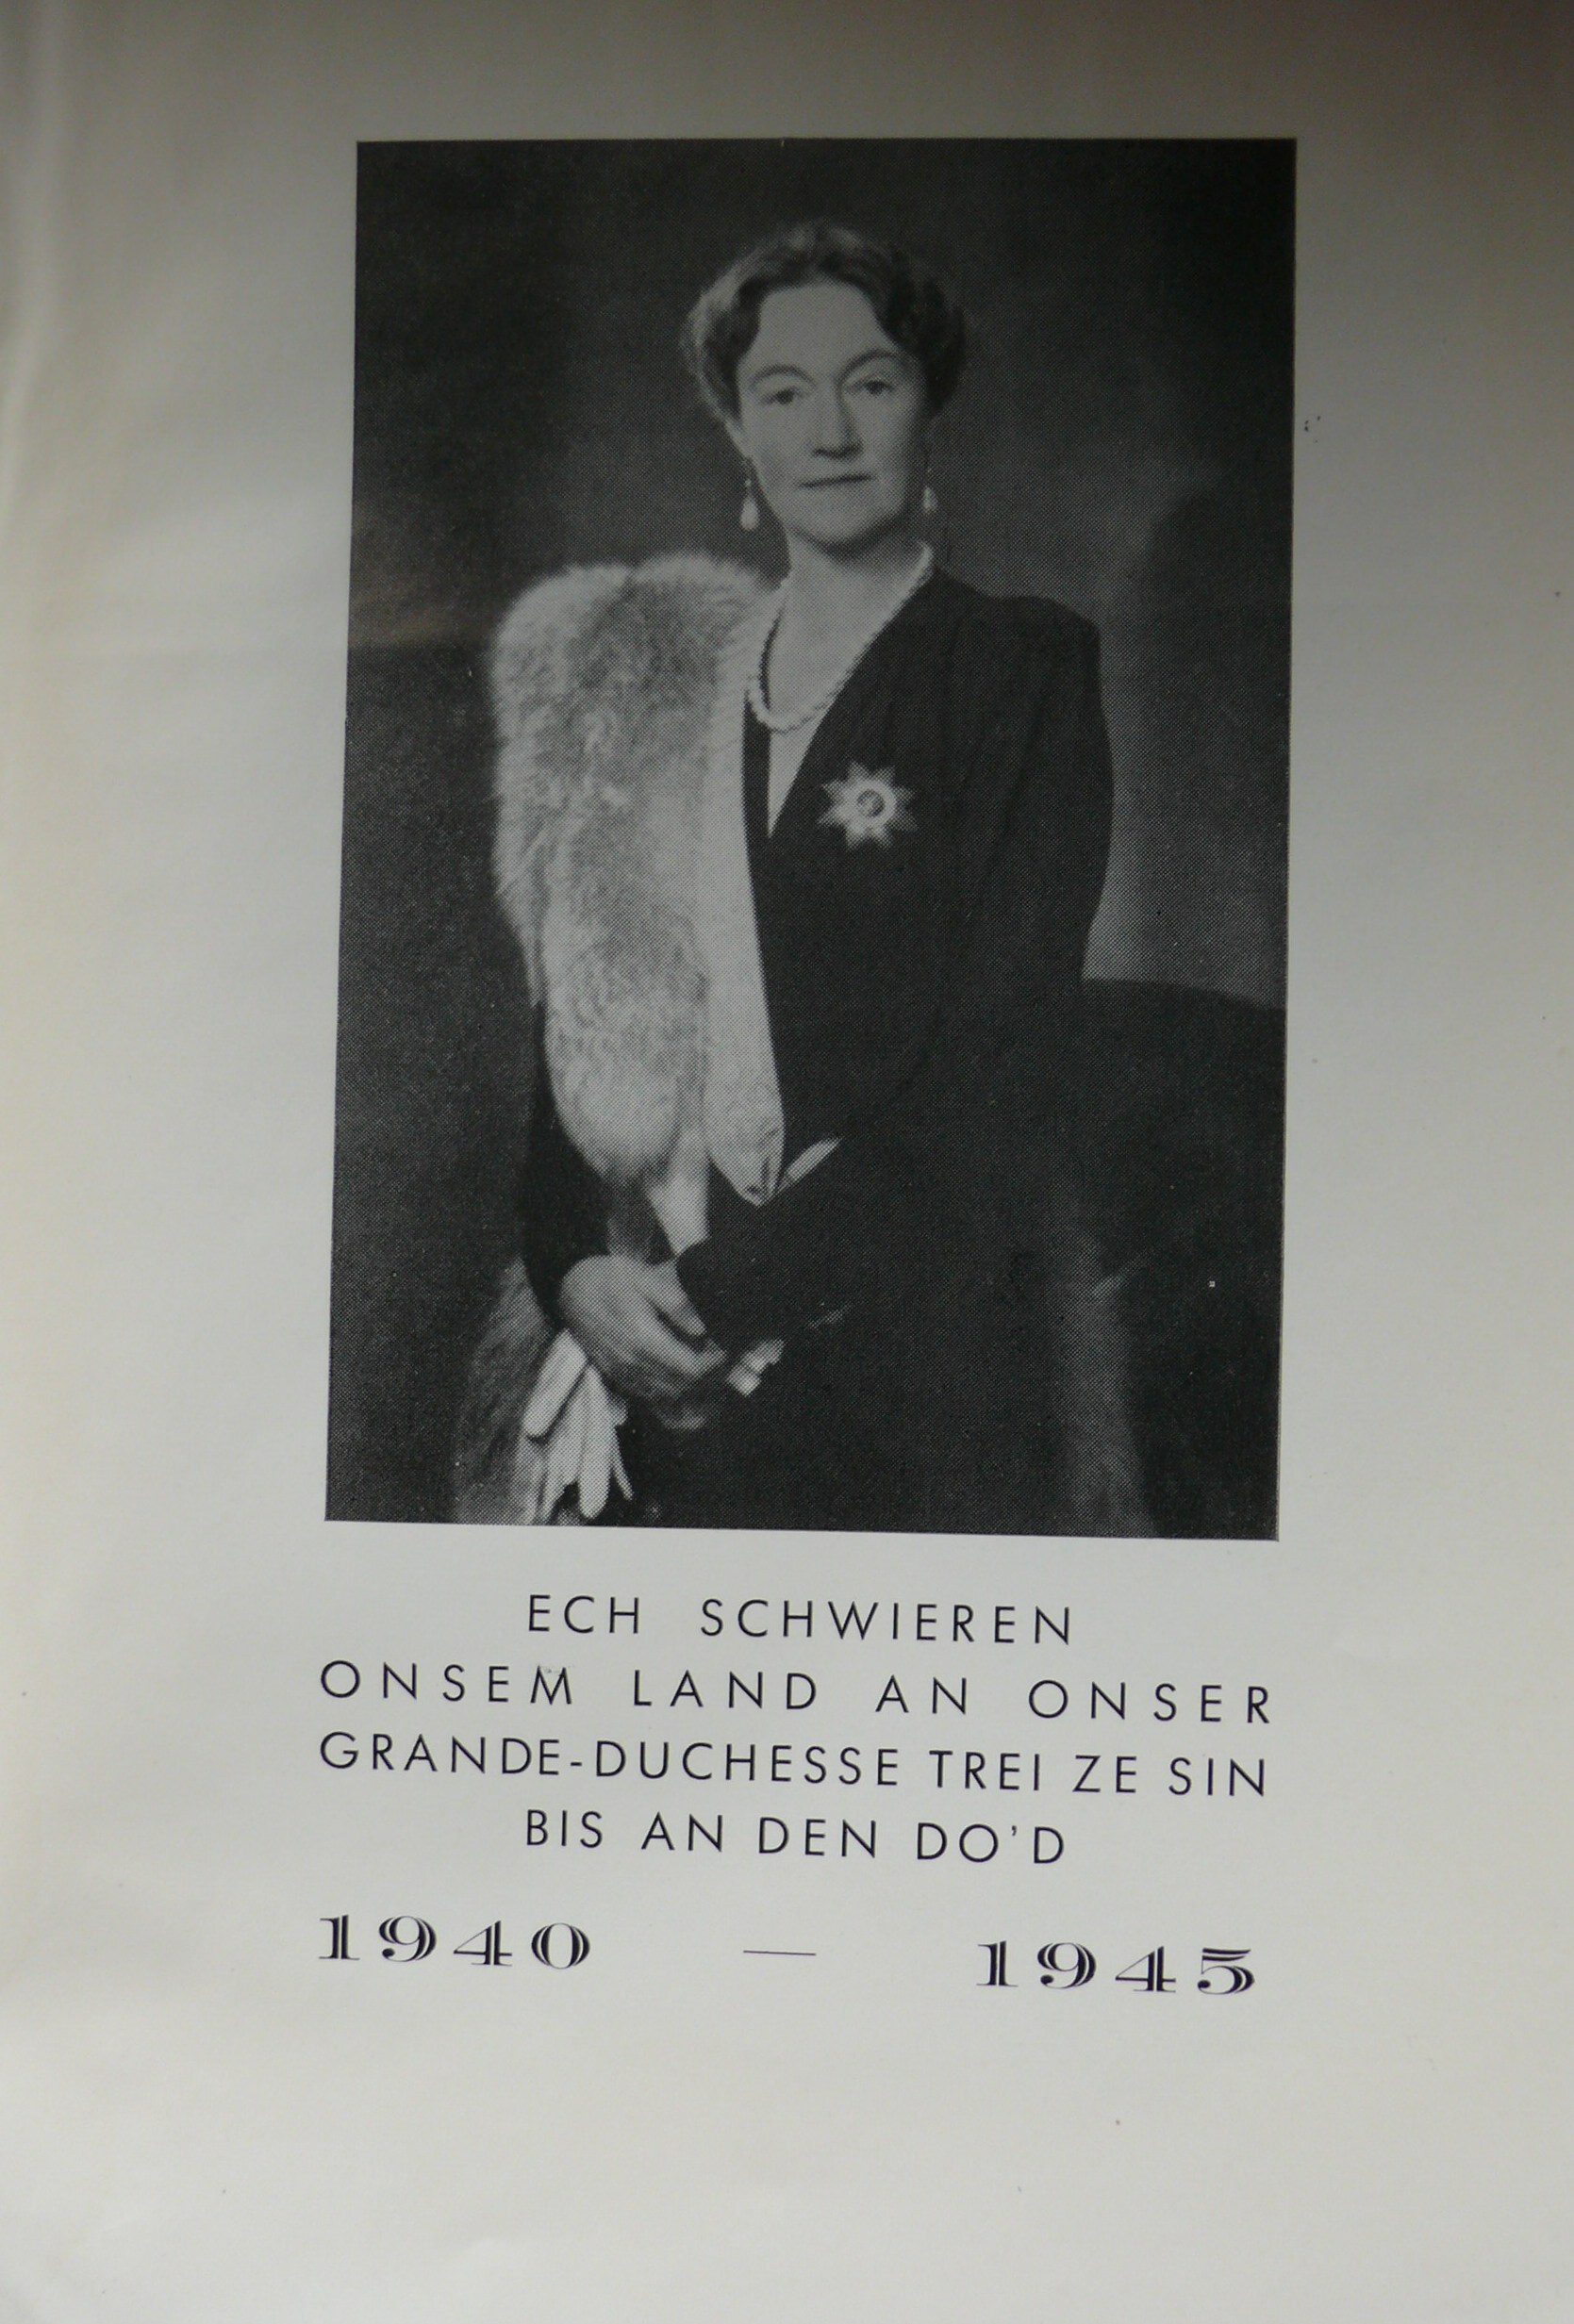 ECH SCHWIEREN
ONSEM LAND AN ONSER
GRANDE-DUCHESSE TREI ZE SIN
BIS AN DEN DO'D
1940 — 1945